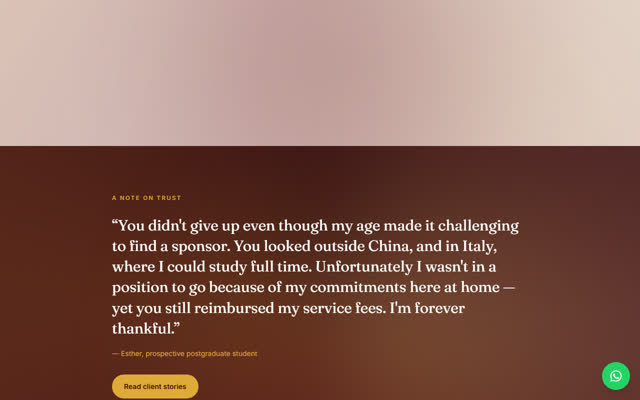 A NOTE ON TRUST
“You didn't give up even though my age made it challenging
to find a sponsor. You looked outside China, and in Italy,
where I could study full time. Unfortunately I wasn't in a
position to go because of my commitments here at home —
yet you still reimbursed my service fees. I'm forever
thankful.”
— Esther, prospective postgraduate student
Read client stories